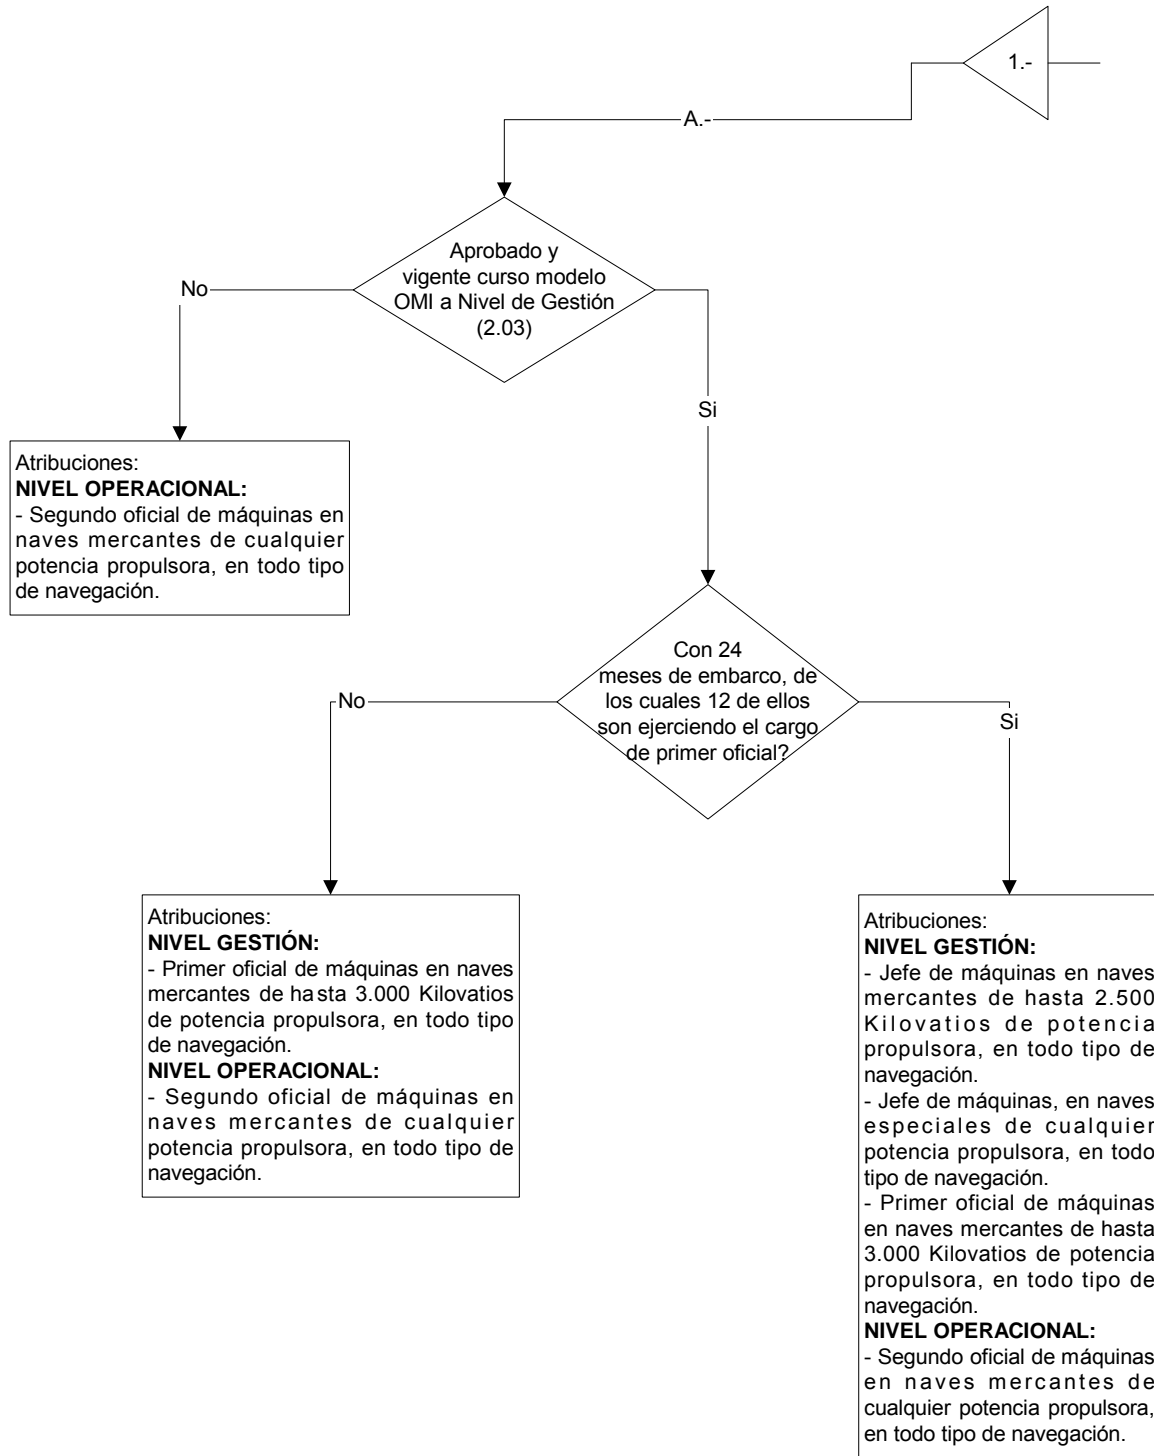 1.-
A.-
Aprobado y
vigente curso modelo
OMI a Nivel de Gestión
(2.03)
No
Si
Atribuciones:
NIVEL OPERACIONAL:
- Segundo oficial de máquinas en
naves mercantes de cualquier
potencia propulsora, en todo tipo
de navegación.
Con 24
meses de embarco, de
los cuales 12 de ellos
son ejerciendo el cargo
de primer oficial?
No
Si
Atribuciones:
NIVEL GESTIÓN:
- Primer oficial de máquinas en naves
mercantes de hasta 3.000 Kilovatios
de potencia propulsora, en todo tipo
de navegación.
NIVEL OPERACIONAL:
- Segundo oficial de máquinas en
naves mercantes de cualquier
potencia propulsora, en todo tipo de
navegación.
Atribuciones:
NIVEL GESTIÓN:
- Jefe de máquinas en naves
mercantes de hasta 2.500
Kilovatios de potencia
propulsora, en todo tipo de
navegación.
- Jefe de máquinas, en naves
especiales de cualquier
potencia propulsora, en todo
tipo de navegación.
- Primer oficial de máquinas
en naves mercantes de hasta
3.000 Kilovatios de potencia
propulsora, en todo tipo de
navegación.
NIVEL OPERACIONAL:
- Segundo oficial de máquinas
en naves mercantes de
cualquier potencia propulsora,
en todo tipo de navegación.